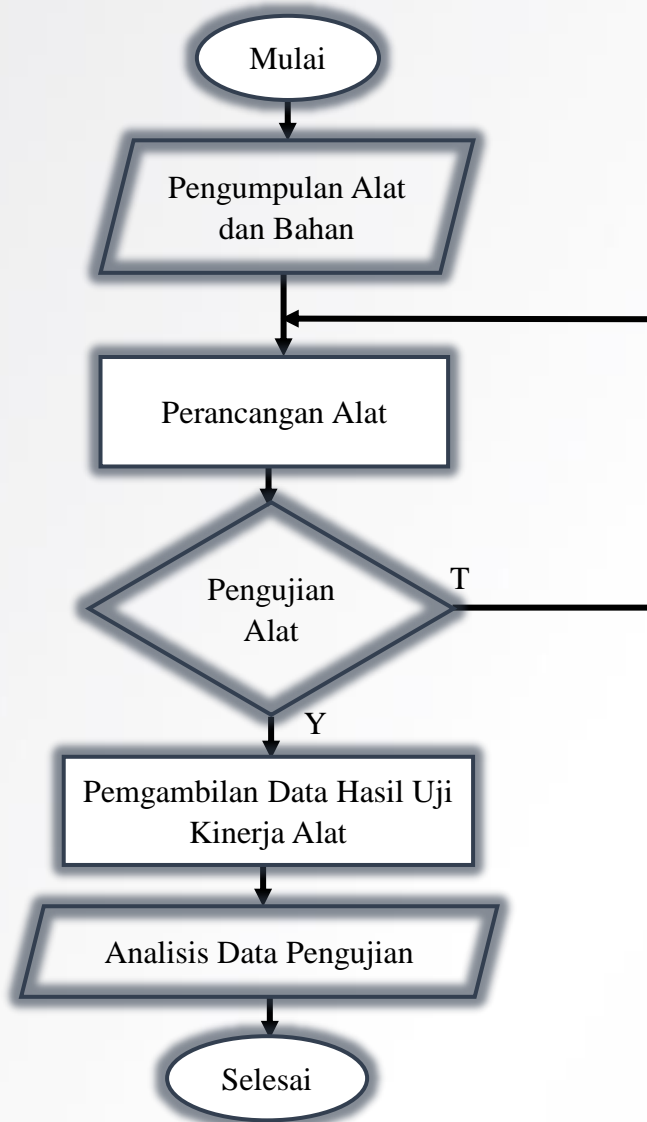 Mulai
Pengumpulan Alat
dan Bahan
Perancangan Alat
Pengujian
Alat
T
Y
Pemgambilan Data Hasil Uji
Kinerja Alat
Analisis Data Pengujian
Selesai